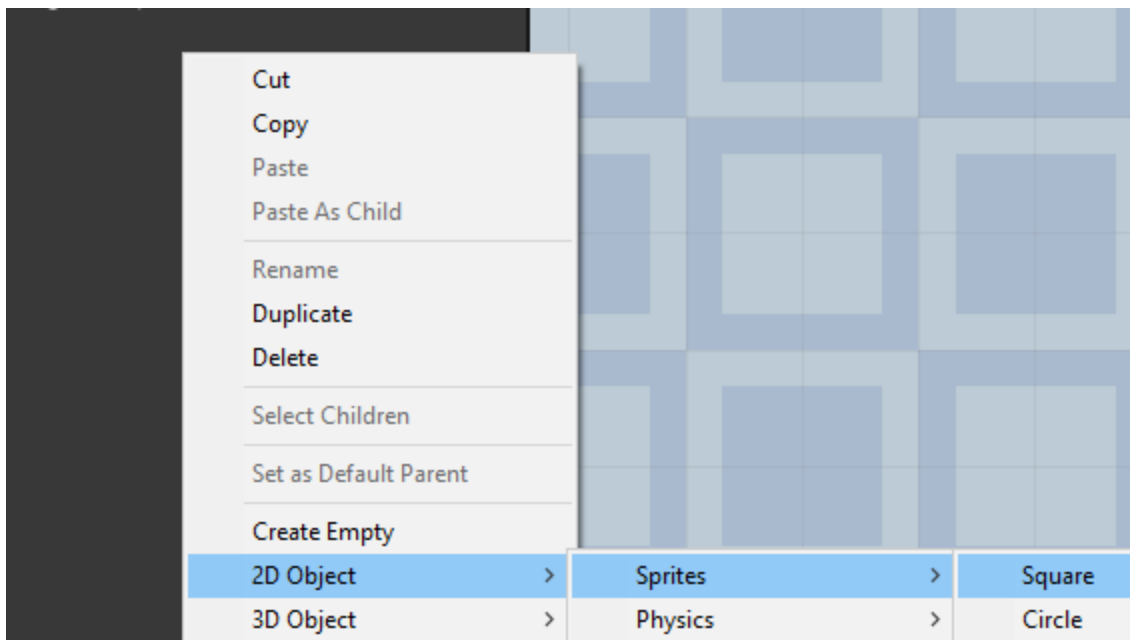 Cut
Copy
Paste
Paste As Child
Rename
Duplicate
Delete
Select Children
Set as Default Parent
Create Empty
2D Object > Sprites > Square
3D Object > Physics > Circle